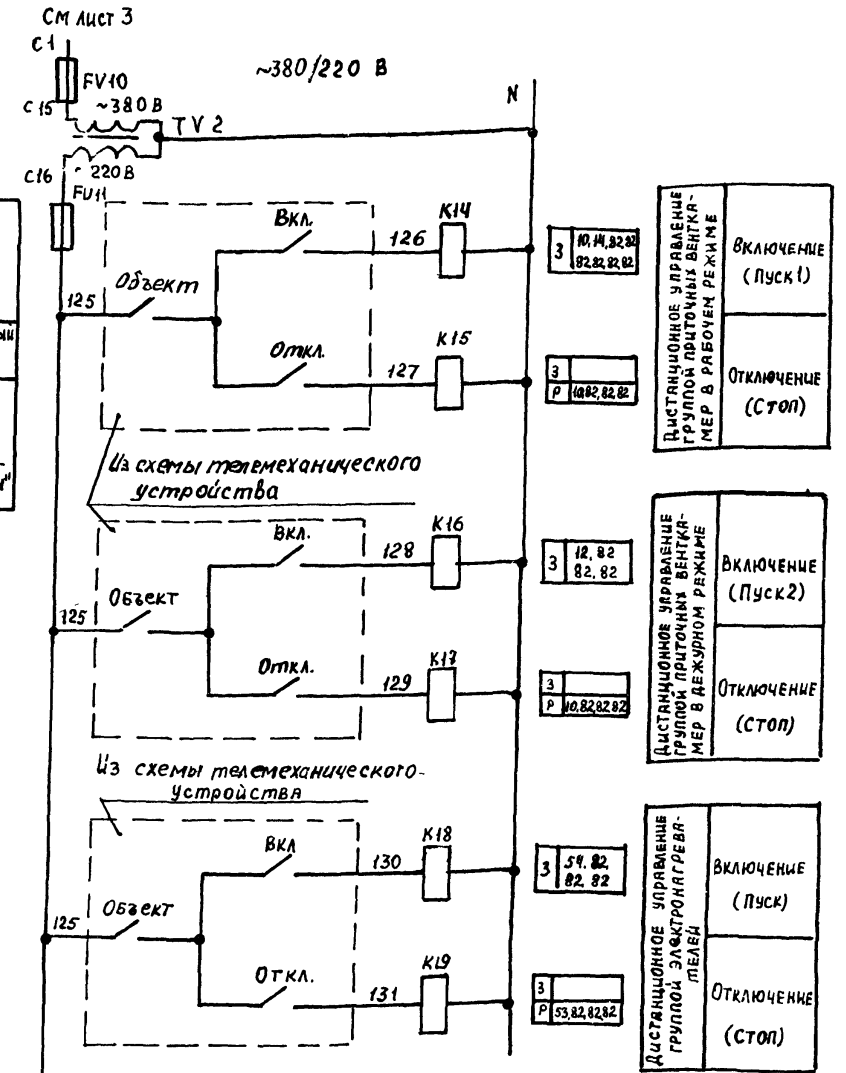 См лист 3
С1
FV10
~380/220 В
N
С15
~380 В
TV2
С16
~220В
FU11
Вкл.
126
K14
3
10,14,82,82
82,82,82,82
Объект
125
Откл.
127
K15
3
Р
10,82,82,82
Дистанционное управление
группой приточных вентка-
мер в рабочем режиме
Включение
(Пуск1)
Отключение
(Стоп)
ый
"
Из схемы телемеханического
устройства
Вкл.
128
K16
3
12, 82
82, 82
Объект
125
Откл.
129
K17
3
Р
10,82,82,82
Дистанционное управление
группой приточных вентка-
мер в дежурном режиме
Включение
(Пуск2)
Отключение
(Стоп)
Из схемы телемеханического-
устройства
Вкл
130
K18
3
54, 82,
82, 82
Объект
125
Откл.
131
K19
3
Р
53,82,82,82
Дистанционное управление
группой электронагрева-
телей
Включение
(Пуск)
Отключение
(Стоп)